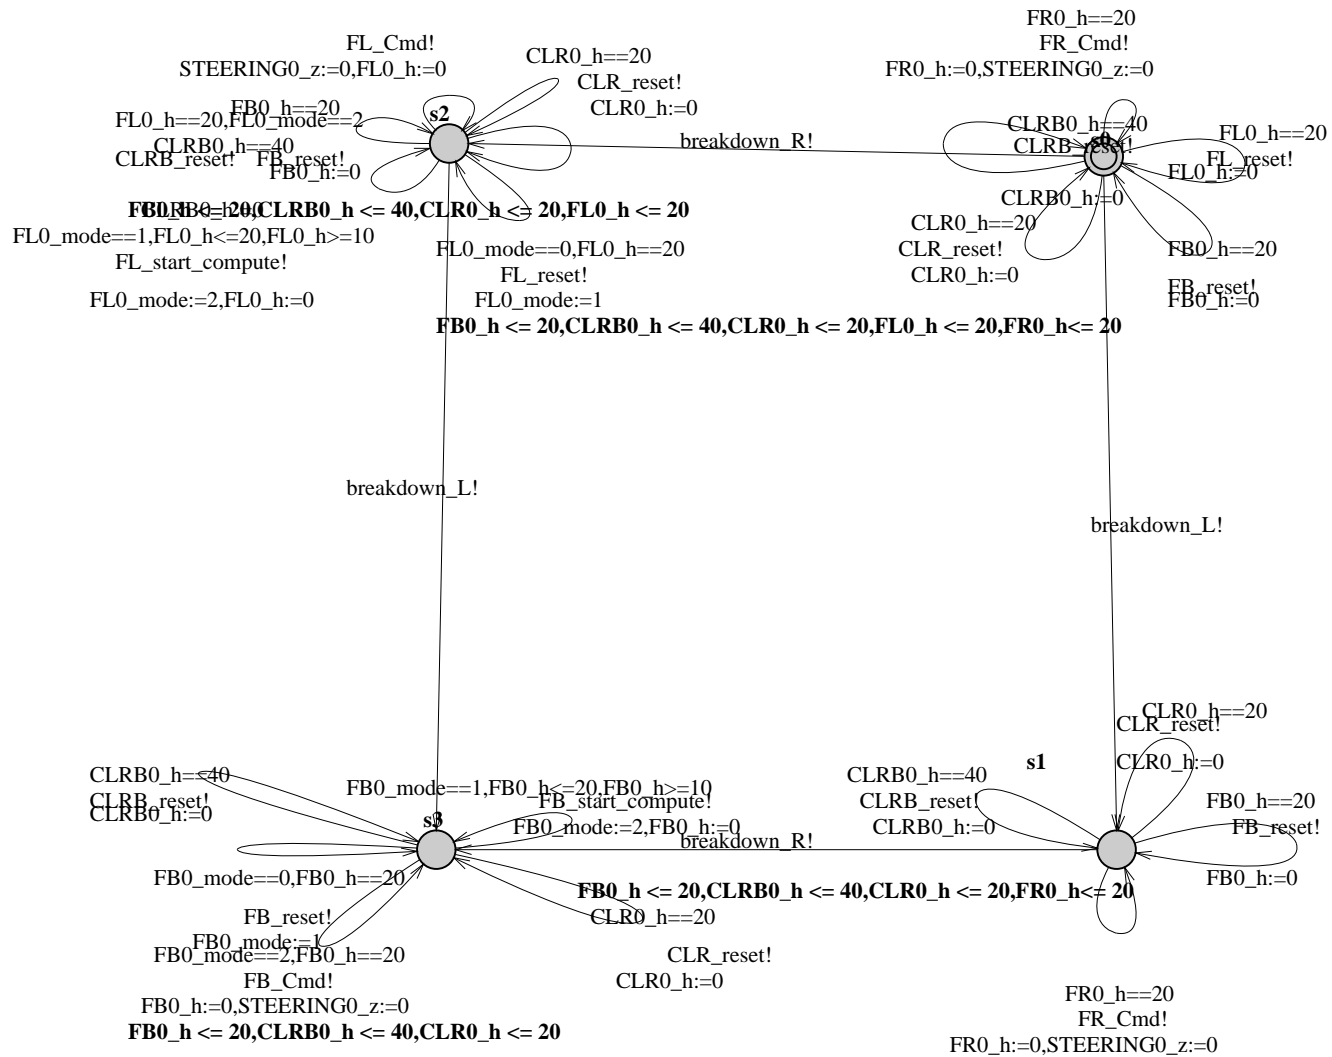 FR0_h==20
FL_Cmd!
FR_Cmd!
STEERING0_z:=0,FL0_h:=0
CLR0_h==20
FR0_h:=0,STEERING0_z:=0
CLR_reset!
CLR0_h:=0
FB0_h==20
s2
FL0_h==20,FL0_mode==2
CLRB0_h==40
FL0_h==20
CLRB0_h==40
breakdown_R!
s0
CLRB_reset!
CLRB_reset!
FB_reset!
FL_reset!
FB0_h:=0
FL0_h:=0
CLRB0_h:=0
CLRB0_h:=0
FB0_h <= 20,CLRB0_h <= 40,CLR0_h <= 20,FL0_h <= 20
CLR0_h==20
FL0_mode==1,FL0_h<=20,FL0_h>=10
FL0_mode==0,FL0_h==20
CLR_reset!
FB0_h==20
FL_start_compute!
FL_reset!
CLR0_h:=0
FB_reset!
FL0_mode:=2,FL0_h:=0
FL0_mode:=1
FB0_h:=0
FB0_h <= 20,CLRB0_h <= 40,CLR0_h <= 20,FL0_h <= 20,FR0_h<= 20
breakdown_L!
breakdown_L!
CLR0_h==20
CLR_reset!
s1
CLR0_h:=0
CLRB0_h==40
CLRB0_h==40
FB0_mode==1,FB0_h<=20,FB0_h>=10
CLRB_reset!
FB_start_compute!
CLRB_reset!
FB0_h==20
CLRB0_h:=0
s3
FB0_mode:=2,FB0_h:=0
CLRB0_h:=0
FB_reset!
breakdown_R!
FB0_mode==0,FB0_h==20
FB0_h:=0
FB0_h <= 20,CLRB0_h <= 40,CLR0_h <= 20,FR0_h<= 20
FB_reset!
CLR0_h==20
FB0_mode:=1
FB0_mode==2,FB0_h==20
CLR_reset!
FB_Cmd!
CLR0_h:=0
FB0_h:=0,STEERING0_z:=0
FR0_h==20
FB0_h <= 20,CLRB0_h <= 40,CLR0_h <= 20
FR_Cmd!
FR0_h:=0,STEERING0_z:=0